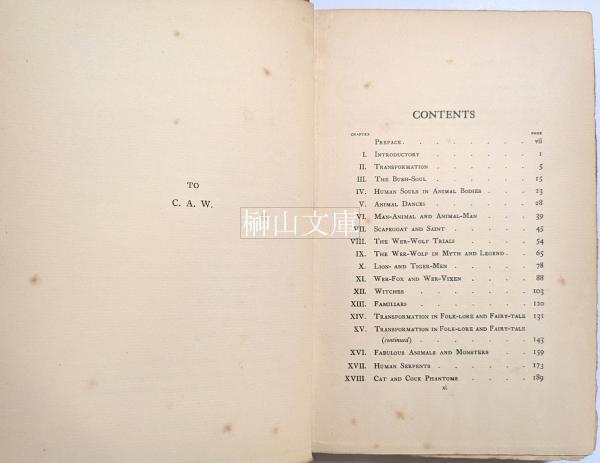 TO
C. A. W.
CONTENTS
CHAPTER PAGE
PREFACE . . . . . . . vii
I. INTRODUCTORY . . . . . . 1
II. TRANSFORMATION . . . . . . 5
III. THE BUSH-SOUL . . . . . . 15
IV. HUMAN SOULS IN ANIMAL BODIES . . . . 23
V. ANIMAL DANCES . . . . . . 28
VI. MAN-ANIMAL AND ANIMAL-MAN . . . . 39
VII. SCAPEGOAT AND SAINT . . . . . 45
VIII. THE WER-WOLF TRIALS . . . . . 54
IX. THE WER-WOLF IN MYTH AND LEGEND . . . 65
X. LION- AND TIGER-MEN . . . . . 78
XI. WER-FOX AND WER-VIXEN . . . . . 88
XII. WITCHES . . . . . . . 103
XIII. FAMILIARS . . . . . . . 120
XIV. TRANSFORMATION IN FOLK-LORE AND FAIRY-TALE 131
XV. TRANSFORMATION IN FOLK-LORE AND FAIRY-TALE
(continued) . . . . . . 143
XVI. FABULOUS ANIMALS AND MONSTERS . . . 159
XVII. HUMAN SERPENTS . . . . . . 173
XVIII. CAT AND COCK PHANTOMS . . . . 189
xi
榊山文庫